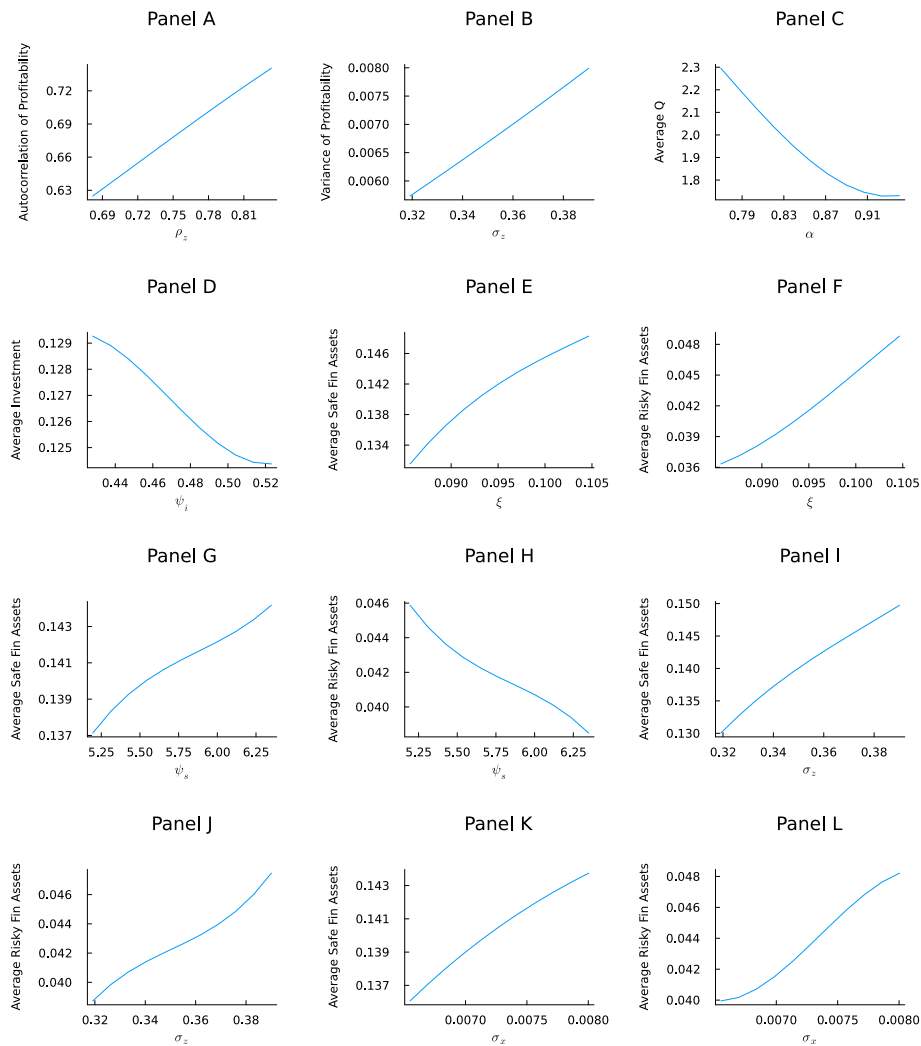 Panel A
Panel B
Panel C
Autocorrelation of Profitability
0.72
0.69
0.66
0.63
0.69 0.72 0.75 0.78 0.81
ρ_z
Variance of Profitability
0.0080
0.0075
0.0070
0.0065
0.0060
0.32 0.34 0.36 0.38
σ_z
Average Q
2.3
2.2
2.1
2.0
1.9
1.8
0.79 0.83 0.87 0.91
α
Panel D
Panel E
Panel F
Average Investment
0.129
0.128
0.127
0.126
0.125
0.44 0.46 0.48 0.50 0.52
ψ_i
Average Safe Fin Assets
0.146
0.142
0.138
0.134
0.090 0.095 0.100 0.105
ξ
Average Risky Fin Assets
0.048
0.045
0.042
0.039
0.036
0.090 0.095 0.100 0.105
ξ
Panel G
Panel H
Panel I
Average Safe Fin Assets
0.143
0.141
0.139
0.137
5.25 5.50 5.75 6.00 6.25
ψ_s
Average Risky Fin Assets
0.046
0.044
0.042
0.040
5.25 5.50 5.75 6.00 6.25
ψ_s
Average Safe Fin Assets
0.150
0.145
0.140
0.135
0.130
0.32 0.34 0.36 0.38
σ_z
Panel J
Panel K
Panel L
Average Risky Fin Assets
0.046
0.044
0.042
0.040
0.32 0.34 0.36 0.38
σ_z
Average Safe Fin Assets
0.143
0.141
0.139
0.137
0.0070 0.0075 0.0080
σ_x
Average Risky Fin Assets
0.048
0.046
0.044
0.042
0.040
0.0070 0.0075 0.0080
σ_x